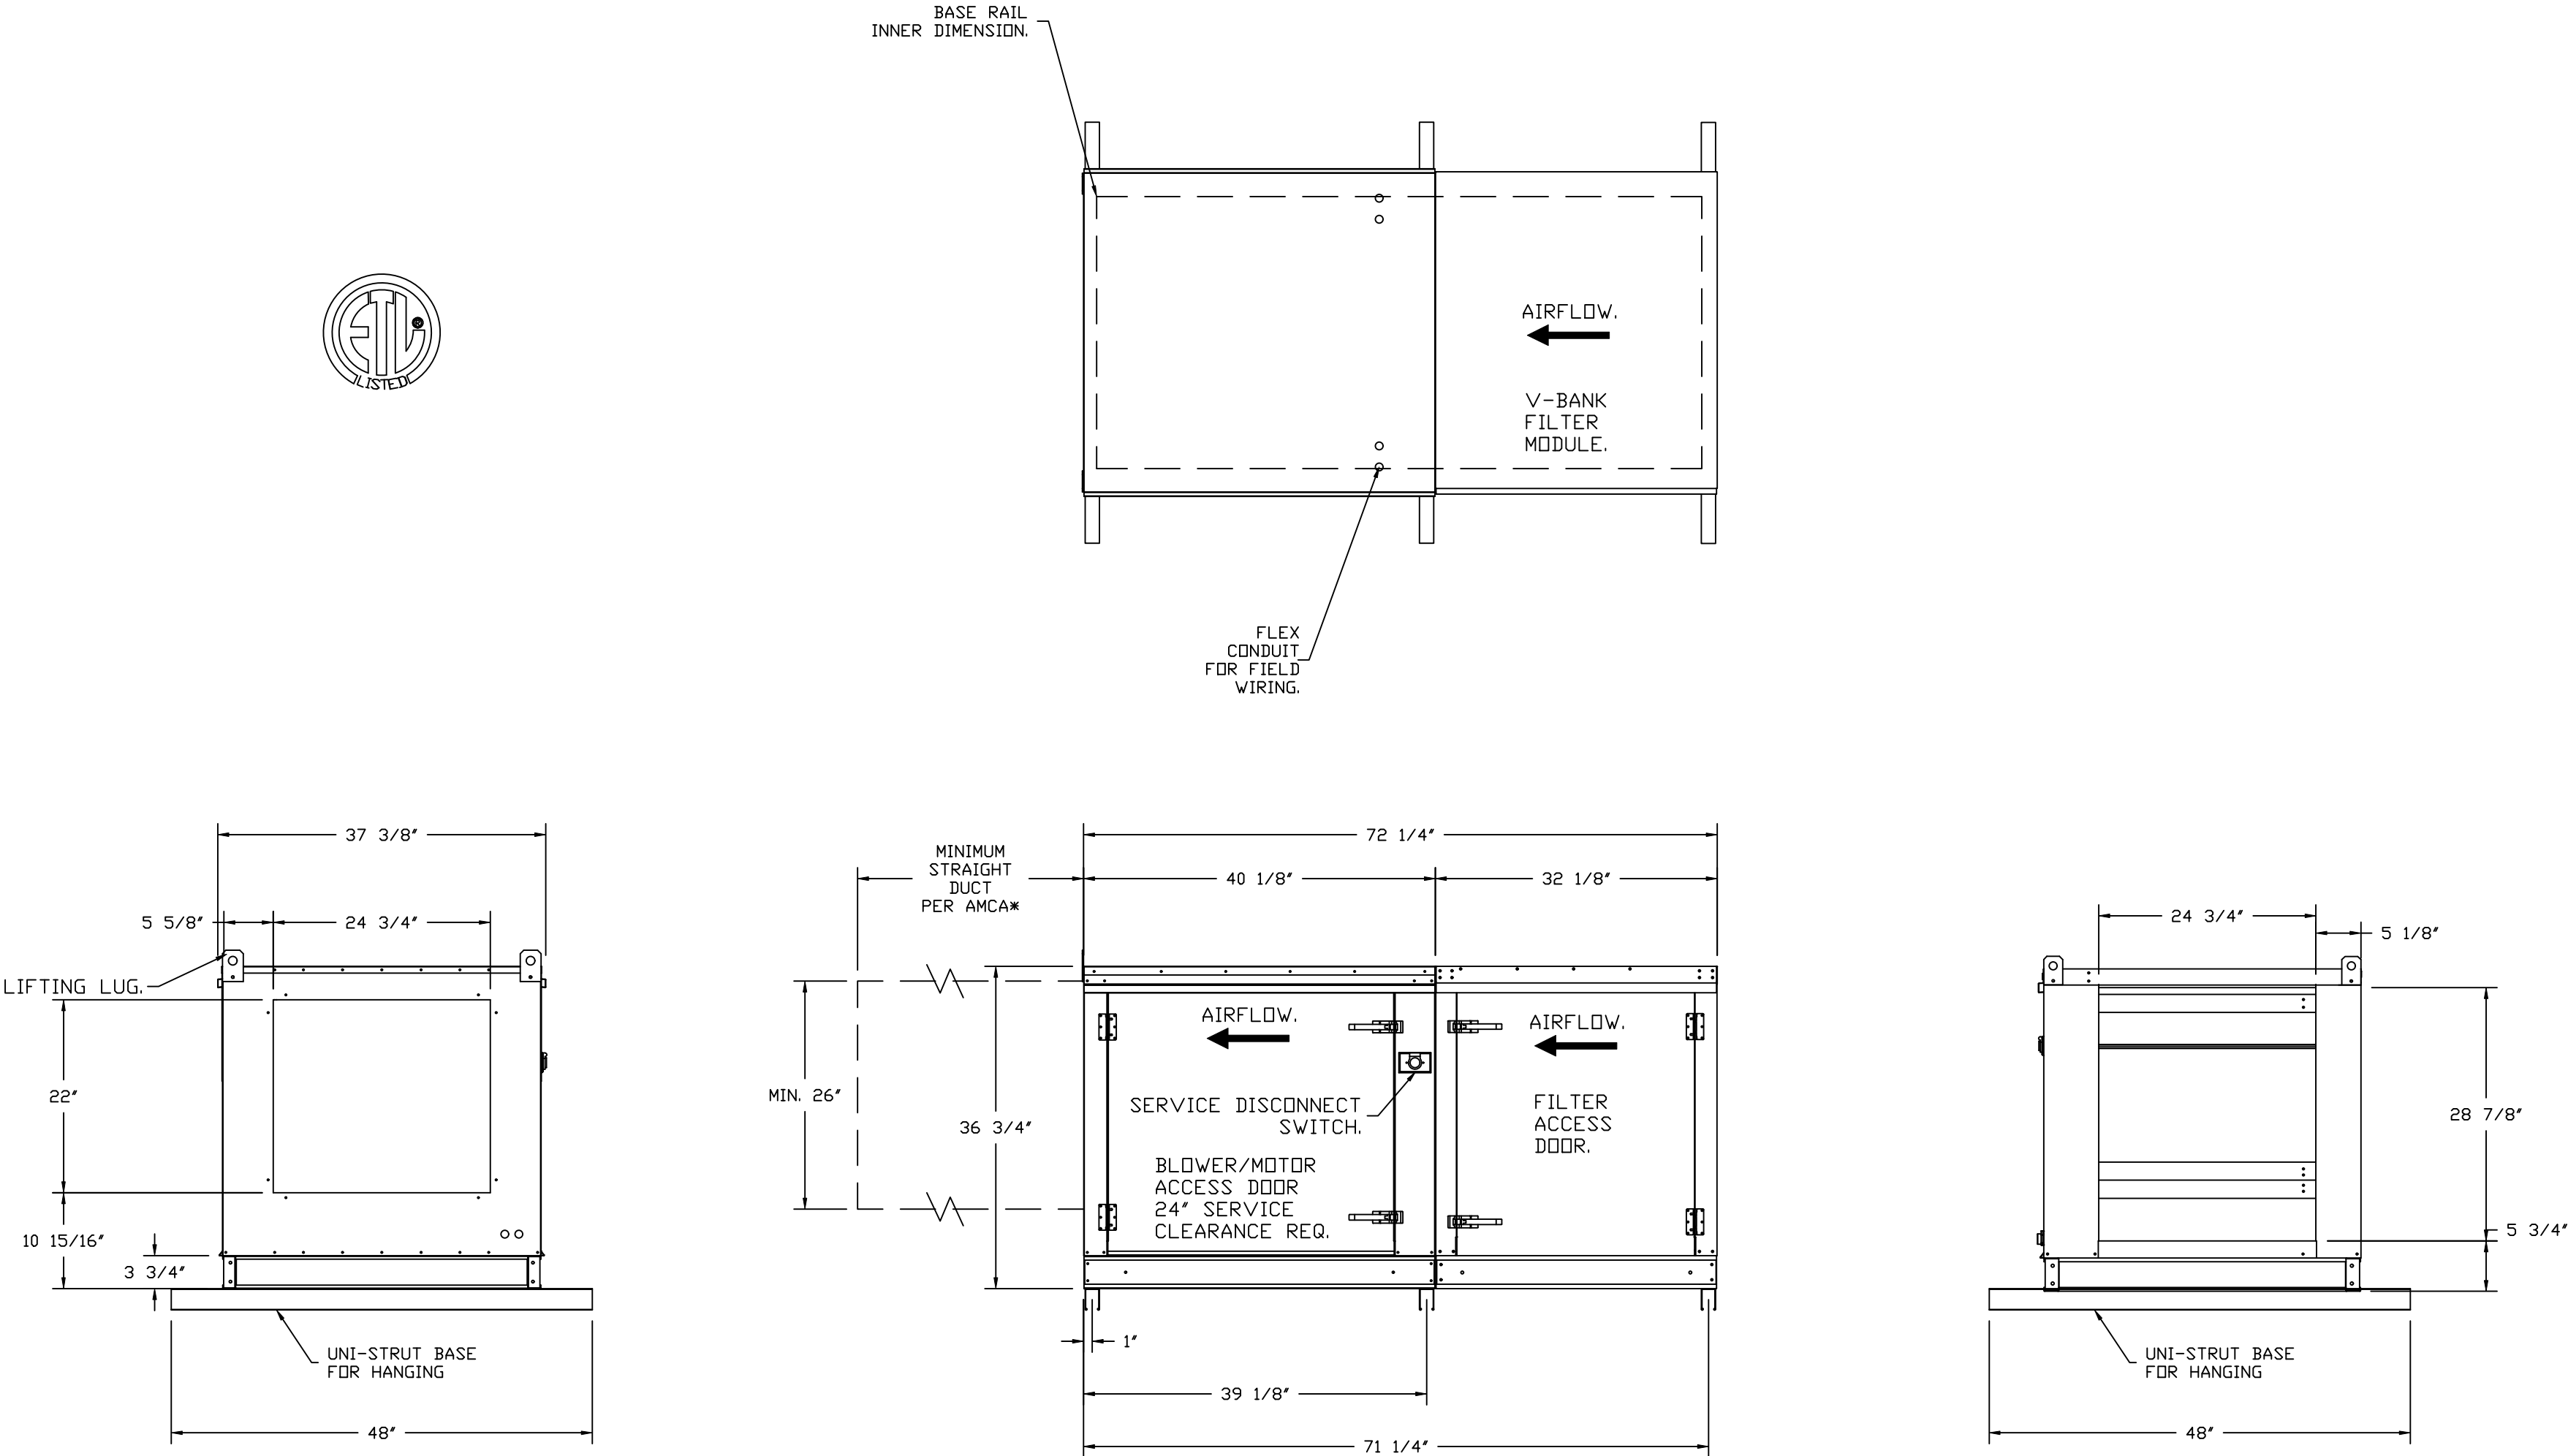 BASE RAIL
INNER DIMENSION.
AIRFLOW.
V-BANK
FILTER
MODULE.
ETL
®
LISTED
FLEX
CONDUIT
FOR FIELD
WIRING.
37 3/8"
5 5/8"
24 3/4"
LIFTING LUG.
22"
10 15/16"
3 3/4"
UNI-STRUT BASE
FOR HANGING
48"
72 1/4"
MINIMUM
STRAIGHT
DUCT
PER AMCA*
40 1/8"
32 1/8"
MIN. 26"
36 3/4"
AIRFLOW.
SERVICE DISCONNECT
SWITCH.
BLOWER/MOTOR
ACCESS DOOR
24" SERVICE
CLEARANCE REQ.
AIRFLOW.
FILTER
ACCESS
DOOR.
1"
39 1/8"
71 1/4"
24 3/4"
5 1/8"
28 7/8"
5 3/4"
UNI-STRUT BASE
FOR HANGING
48"